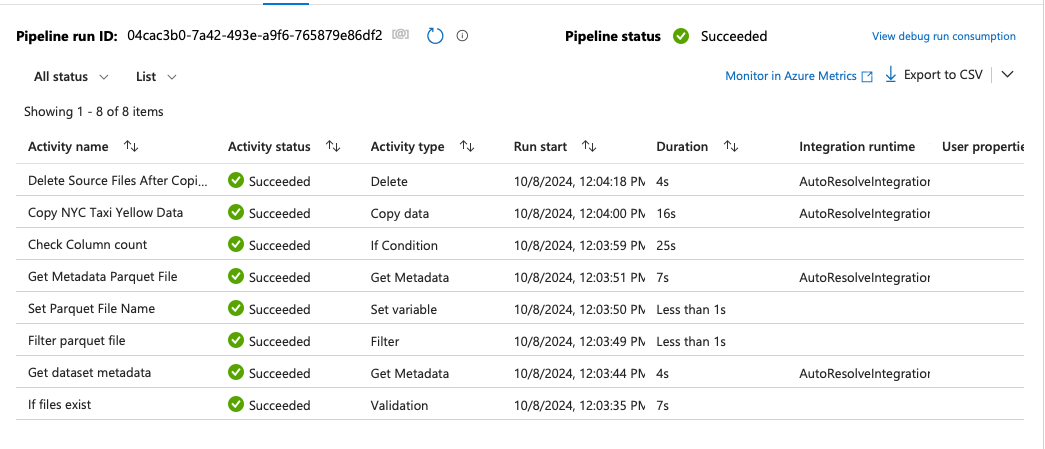 Pipeline run ID: 04cac3b0-7a42-493e-a9f6-765879e86df2 [@] Pipeline status Succeeded View debug run consumption
All status List Monitor in Azure Metrics Export to CSV
Showing 1 - 8 of 8 items
Activity name Activity status Activity type Run start Duration Integration runtime User propertie
Delete Source Files After Copi... Succeeded Delete 10/8/2024, 12:04:18 PM 4s AutoResolveIntegration
Copy NYC Taxi Yellow Data Succeeded Copy data 10/8/2024, 12:04:00 PM 16s AutoResolveIntegration
Check Column count Succeeded If Condition 10/8/2024, 12:03:59 PM 25s
Get Metadata Parquet File Succeeded Get Metadata 10/8/2024, 12:03:51 PM 7s AutoResolveIntegration
Set Parquet File Name Succeeded Set variable 10/8/2024, 12:03:50 PM Less than 1s
Filter parquet file Succeeded Filter 10/8/2024, 12:03:49 PM Less than 1s
Get dataset metadata Succeeded Get Metadata 10/8/2024, 12:03:44 PM 4s AutoResolveIntegration
If files exist Succeeded Validation 10/8/2024, 12:03:35 PM 7s